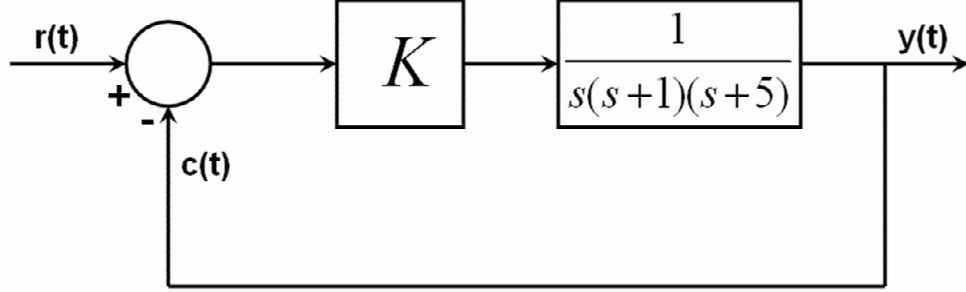 r(t)
+
-
c(t)
K
1
s(s+1)(s+5)
y(t)